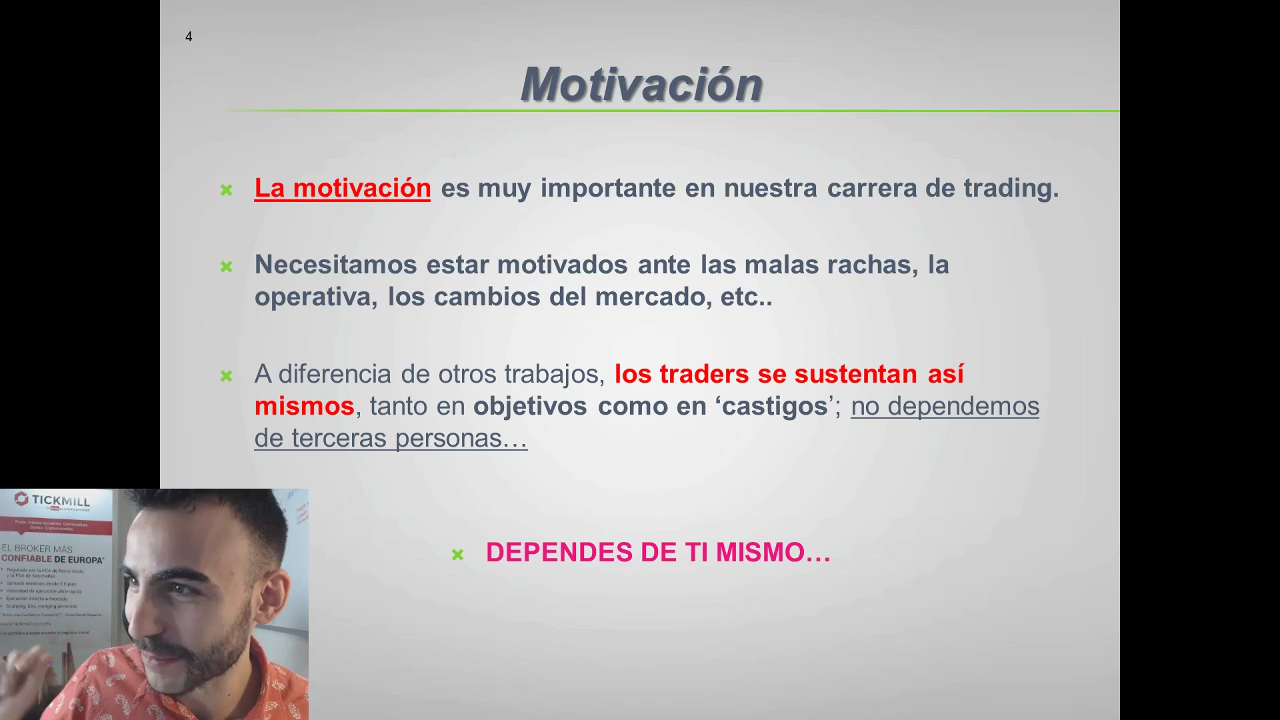 4
Motivación
La motivación es muy importante en nuestra carrera de trading.
Necesitamos estar motivados ante las malas rachas, la
operativa, los cambios del mercado, etc..
A diferencia de otros trabajos, los traders se sustentan así
mismos, tanto en objetivos como en ‘castigos’; no dependemos
de terceras personas…
DEPENDES DE TI MISMO…
TICKMILL
EL BROKER MÁS
CONFIABLE DE EUROPA*